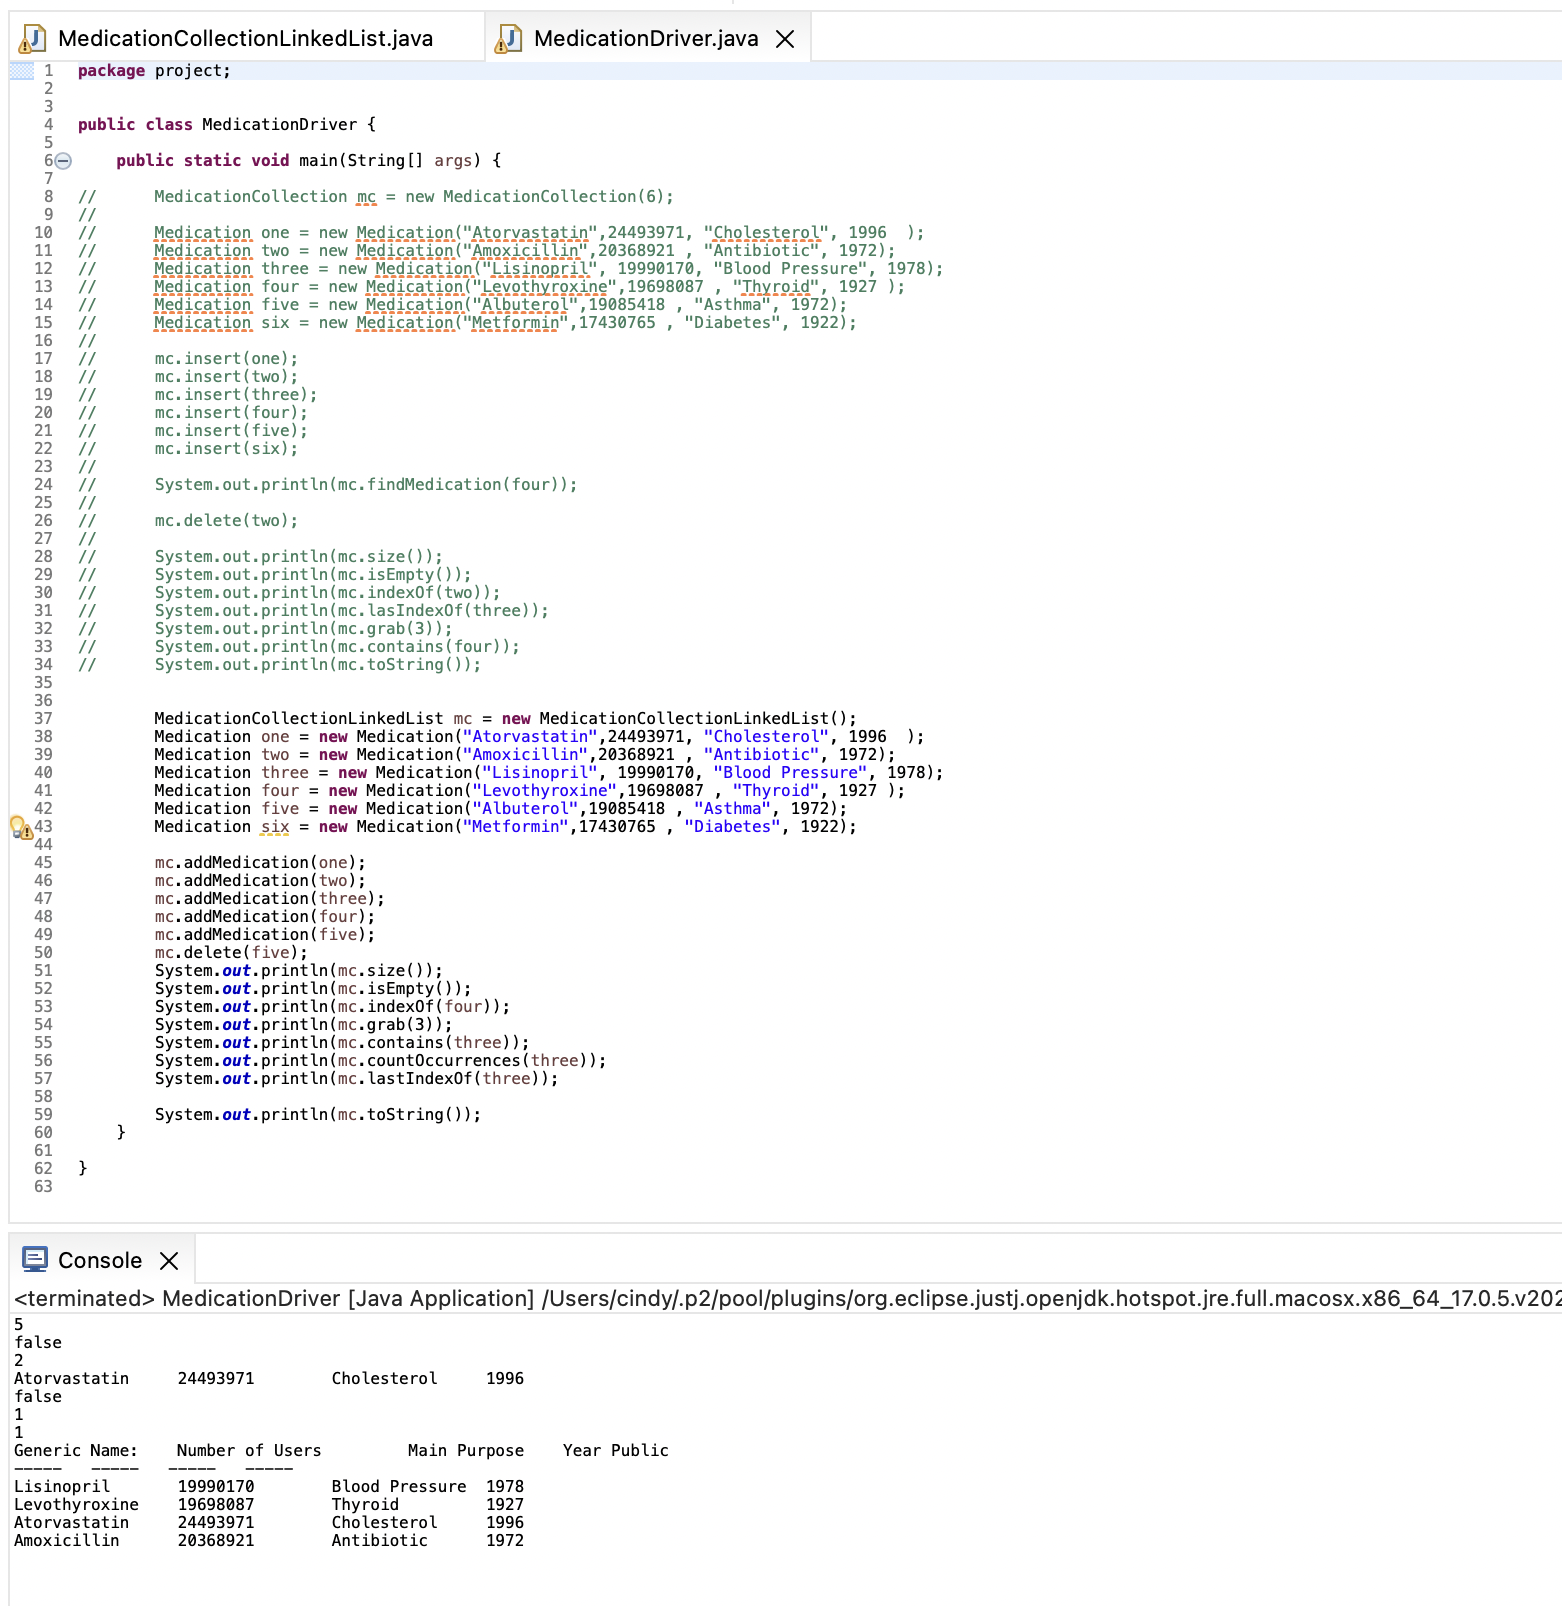 MedicationCollectionLinkedList.java
MedicationDriver.java
1 package project;
2
3
4 public class MedicationDriver {
5
6 public static void main(String[] args) {
7
8 // MedicationCollection mc = new MedicationCollection(6);
9 //
10 // Medication one = new Medication("Atorvastatin",24493971, "Cholesterol", 1996  );
11 // Medication two = new Medication("Amoxicillin",20368921 , "Antibiotic", 1972);
12 // Medication three = new Medication("Lisinopril", 19990170, "Blood Pressure", 1978);
13 // Medication four = new Medication("Levothyroxine",19698087 , "Thyroid", 1927 );
14 // Medication five = new Medication("Albuterol",19085418 , "Asthma", 1972);
15 // Medication six = new Medication("Metformin",17430765 , "Diabetes", 1922);
16 //
17 // mc.insert(one);
18 // mc.insert(two);
19 // mc.insert(three);
20 // mc.insert(four);
21 // mc.insert(five);
22 // mc.insert(six);
23 //
24 // System.out.println(mc.findMedication(four));
25 //
26 // mc.delete(two);
27 //
28 // System.out.println(mc.size());
29 // System.out.println(mc.isEmpty());
30 // System.out.println(mc.indexOf(two));
31 // System.out.println(mc.lasIndexOf(three));
32 // System.out.println(mc.grab(3));
33 // System.out.println(mc.contains(four));
34 // System.out.println(mc.toString());
35
36
37 MedicationCollectionLinkedList mc = new MedicationCollectionLinkedList();
38 Medication one = new Medication("Atorvastatin",24493971, "Cholesterol", 1996  );
39 Medication two = new Medication("Amoxicillin",20368921 , "Antibiotic", 1972);
40 Medication three = new Medication("Lisinopril", 19990170, "Blood Pressure", 1978);
41 Medication four = new Medication("Levothyroxine",19698087 , "Thyroid", 1927 );
42 Medication five = new Medication("Albuterol",19085418 , "Asthma", 1972);
43 Medication six = new Medication("Metformin",17430765 , "Diabetes", 1922);
44
45 mc.addMedication(one);
46 mc.addMedication(two);
47 mc.addMedication(three);
48 mc.addMedication(four);
49 mc.addMedication(five);
50 mc.delete(five);
51 System.out.println(mc.size());
52 System.out.println(mc.isEmpty());
53 System.out.println(mc.indexOf(four));
54 System.out.println(mc.grab(3));
55 System.out.println(mc.contains(three));
56 System.out.println(mc.countOccurrences(three));
57 System.out.println(mc.lastIndexOf(three));
58
59 System.out.println(mc.toString());
60 }
61
62 }
63
Console
<terminated> MedicationDriver [Java Application] /Users/cindy/.p2/pool/plugins/org.eclipse.justj.openjdk.hotspot.jre.full.macosx.x86_64_17.0.5.v202
5
false
2
Atorvastatin 24493971 Cholesterol 1996
false
1
1
Generic Name: Number of Users Main Purpose Year Public
_____ _____ _____ _____
Lisinopril 19990170 Blood Pressure 1978
Levothyroxine 19698087 Thyroid 1927
Atorvastatin 24493971 Cholesterol 1996
Amoxicillin 20368921 Antibiotic 1972